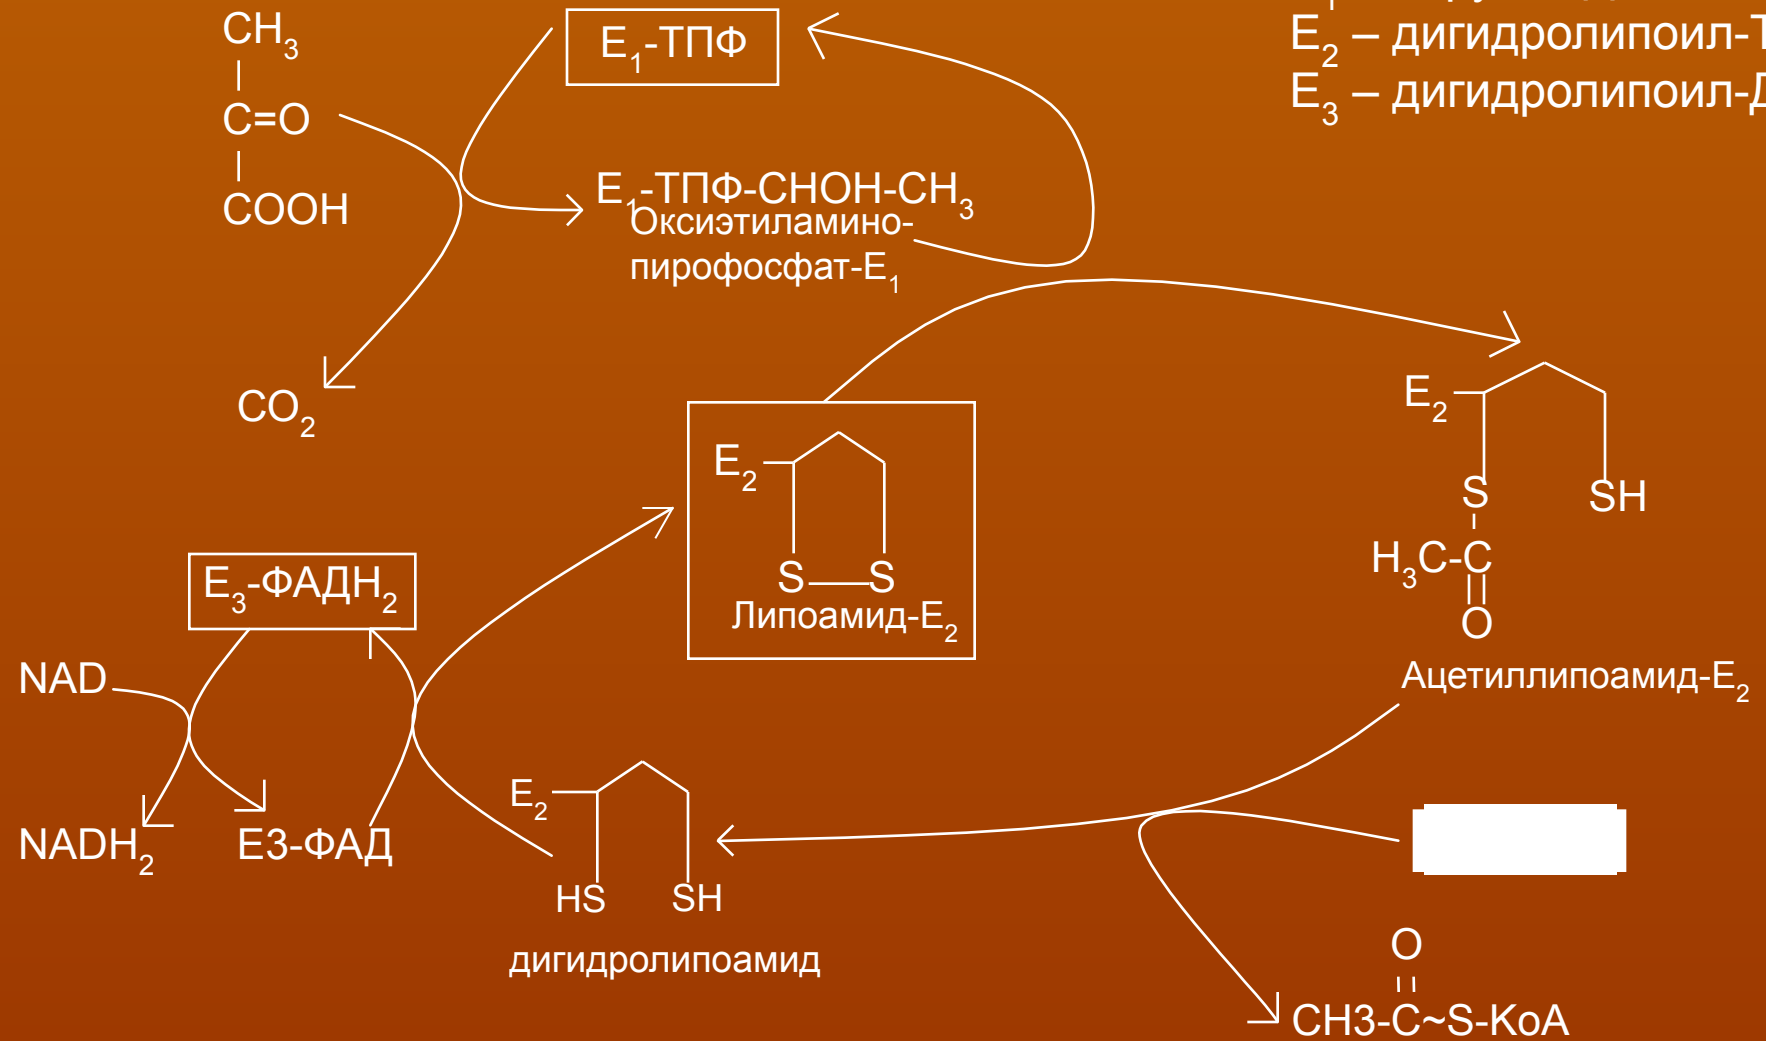 CH3
C=O
COOH
E1-ТПФ
E2 – дигидролипоил-Т
E3 – дигидролипоил-Д
E1-ТПФ-CHOH-CH3
Оксиэтиламино-
пирофосфат-E1
CO2
E2
S S
Липоамид-E2
E2
S SH
H3C-C
O
Ацетиллипоамид-E2
E3-ФАДН2
NAD
NADH2
Е3-ФАД
E2
HS SH
дигидролипоамид
O
CH3-C~S-KoA